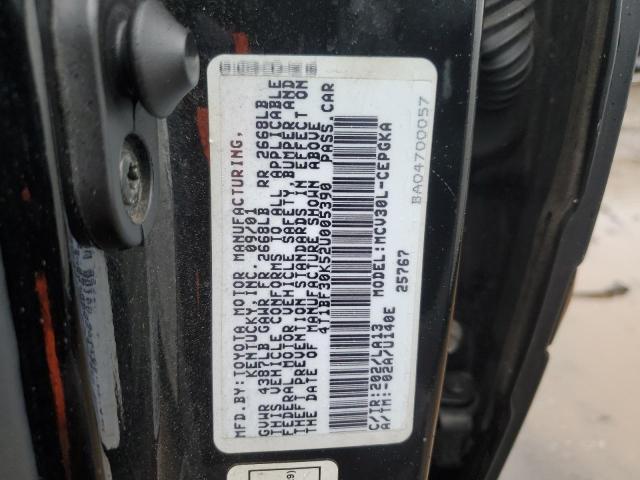 MFD.BY:TOYOTA MOTOR MANUFACTURING,
KENTUCKY,INC. 09/01
GVWR 4387LB GAWR FR 2668LB RR 2668LB
THIS VEHICLE CONFORMS TO ALL APPLICABLE
FEDERAL MOTOR VEHICLE SAFETY,BUMPER AND
THEFT PREVENTION STANDARDS IN EFFECT ON
THE DATE OF MANUFACTURE SHOWN ABOVE
4T1BF30K52U005390 PASS.CAR
C/TR:202/LQ13 MODEL:MCV30L-CEPGKA
A/TM:-02A/U140E 25767
BA04700057